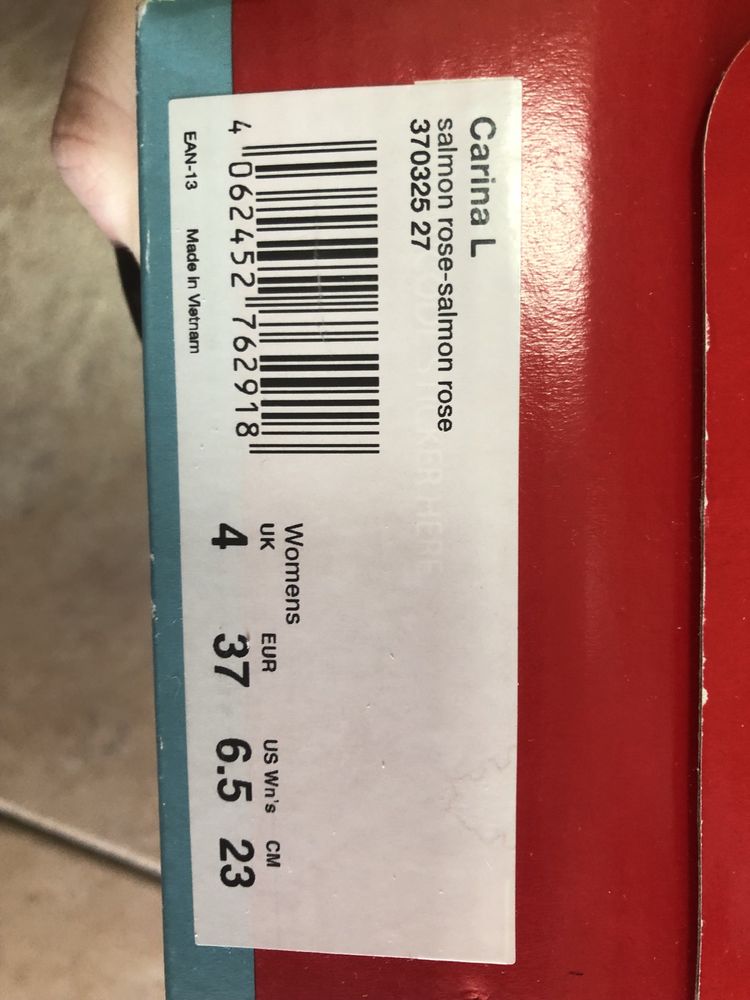 Carina L
salmon rose-salmon rose
370325 27
4 062452 762918
EAN-13 Made in Vietnam
Womens
UK EUR US Wn's CM
4 37 6.5 23